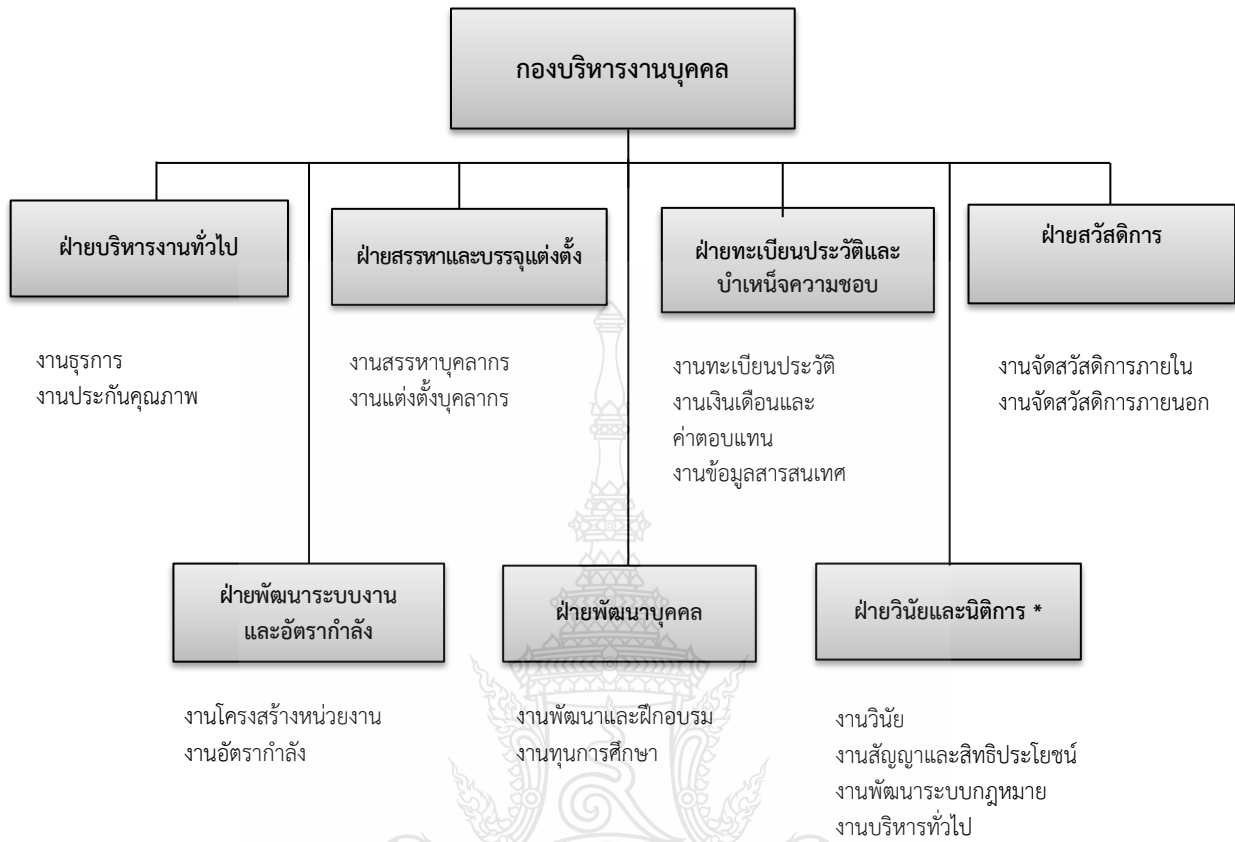 กองบริหารงานบุคคล
ฝ่ายบริหารงานทั่วไป
งานธุรการ
งานประกันคุณภาพ
ฝ่ายสรรหาและบรรจุแต่งตั้ง
งานสรรหาบุคลากร
งานแต่งตั้งบุคลากร
ฝ่ายทะเบียนประวัติและ
บำเหน็จความชอบ
งานทะเบียนประวัติ
งานเงินเดือนและ
ค่าตอบแทน
งานข้อมูลสารสนเทศ
ฝ่ายสวัสดิการ
งานจัดสวัสดิการภายใน
งานจัดสวัสดิการภายนอก
ฝ่ายพัฒนาระบบงาน
และอัตรากำลัง
งานโครงสร้างหน่วยงาน
งานอัตรากำลัง
ฝ่ายพัฒนาบุคคล
งานพัฒนาและฝึกอบรม
งานทุนการศึกษา
ฝ่ายวินัยและนิติการ *
งานวินัย
งานสัญญาและสิทธิประโยชน์
งานพัฒนาระบบกฎหมาย
งานบริหารทั่วไป